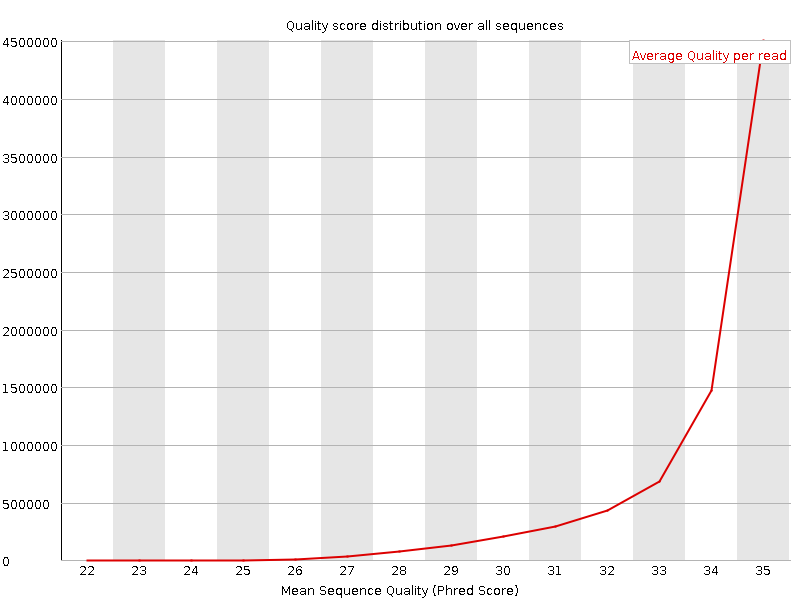 Quality score distribution over all sequences
Average Quality per read
4500000
4000000
3500000
3000000
2500000
2000000
1500000
1000000
500000
0
22 23 24 25 26 27 28 29 30 31 32 33 34 35
Mean Sequence Quality (Phred Score)